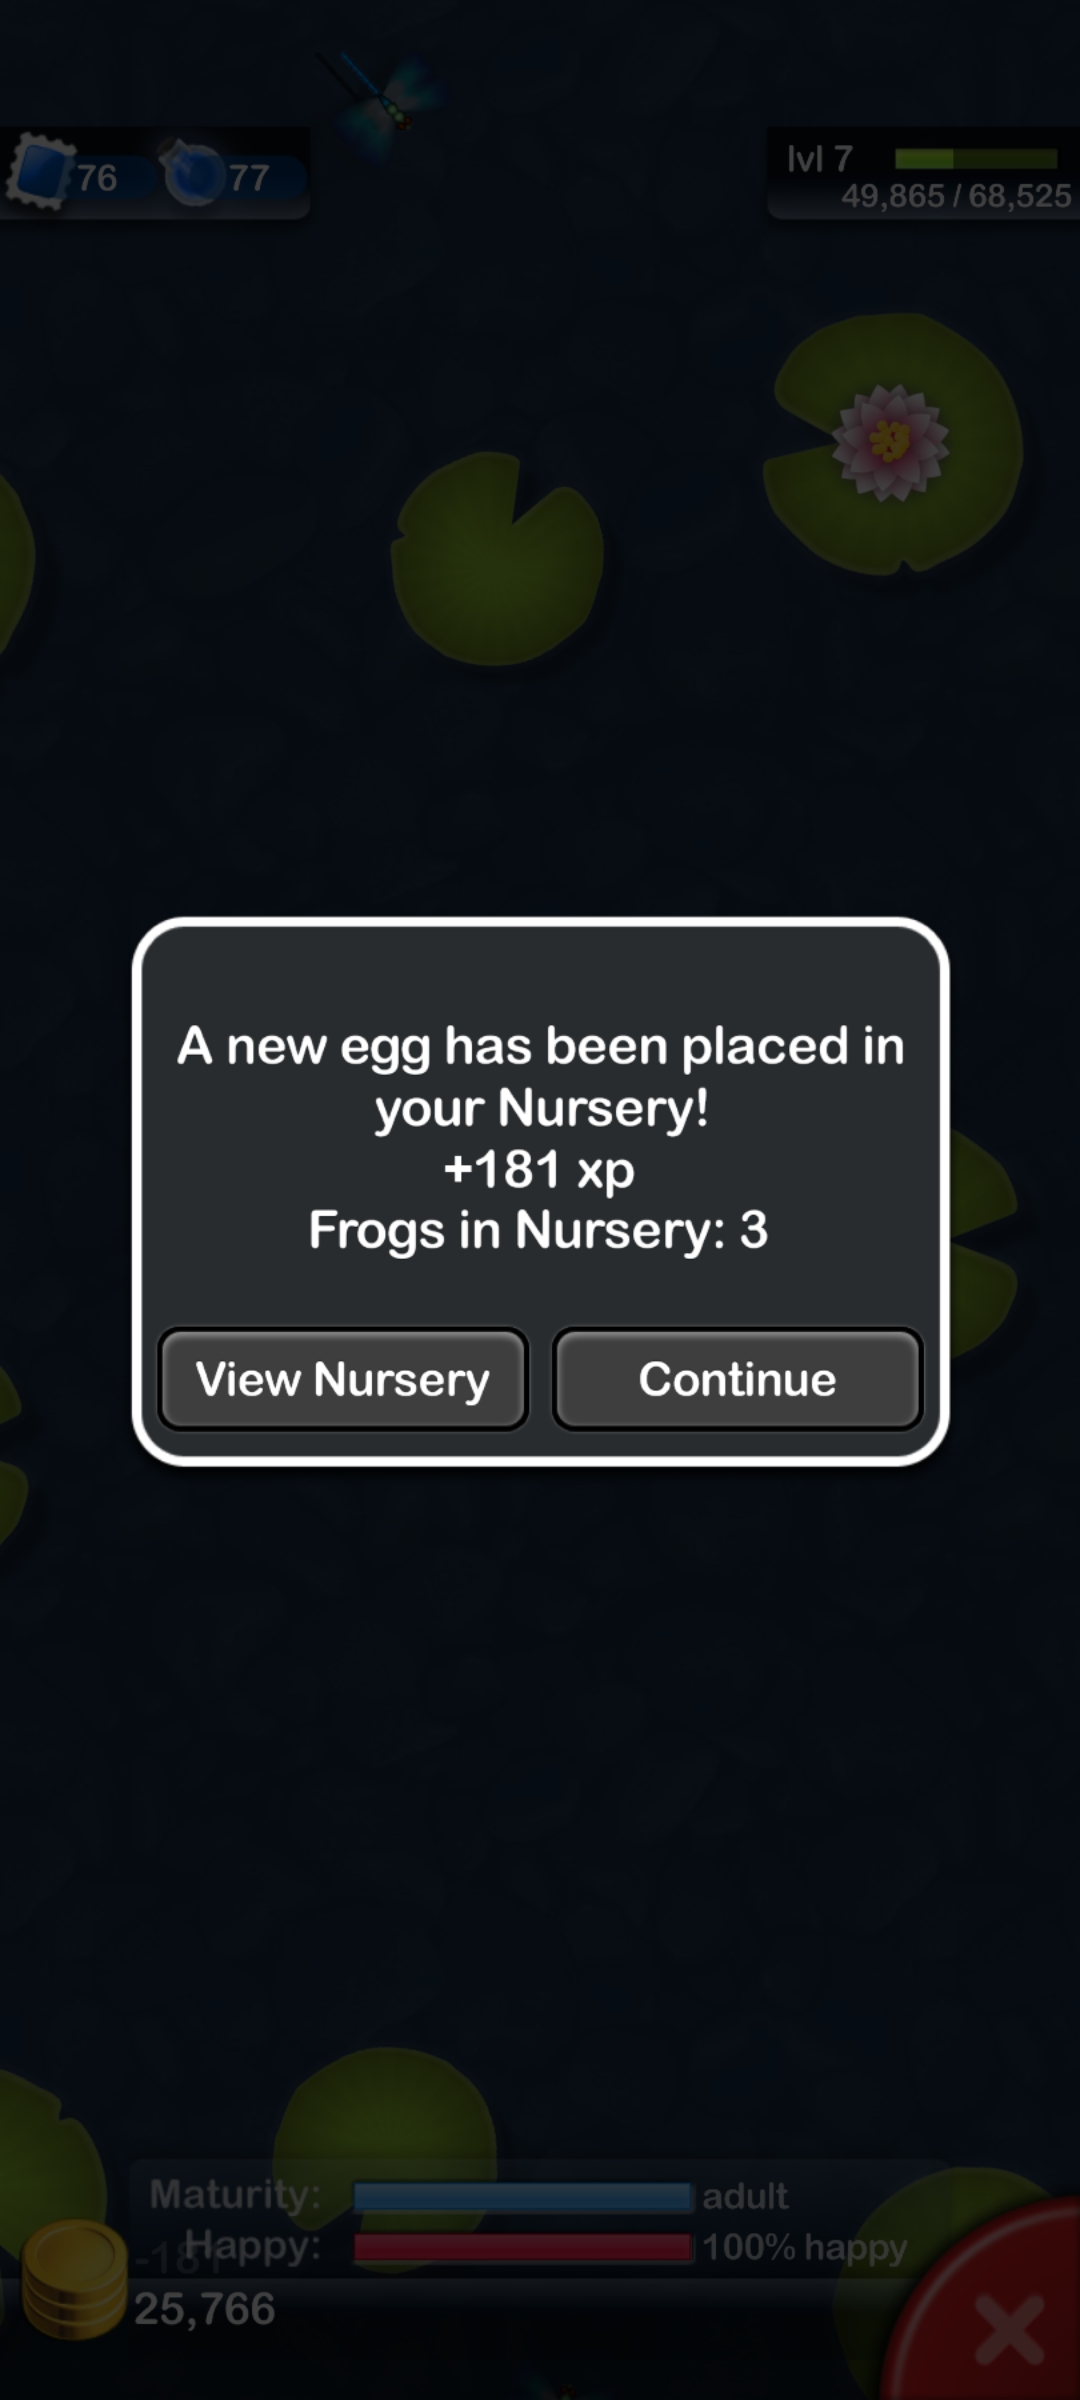 76
77
lvl 7
49,865 / 68,525
A new egg has been placed in
your Nursery!
+181 xp
Frogs in Nursery: 3
View Nursery
Continue
Maturity:
adult
Happy:
100% happy
-181
25,766